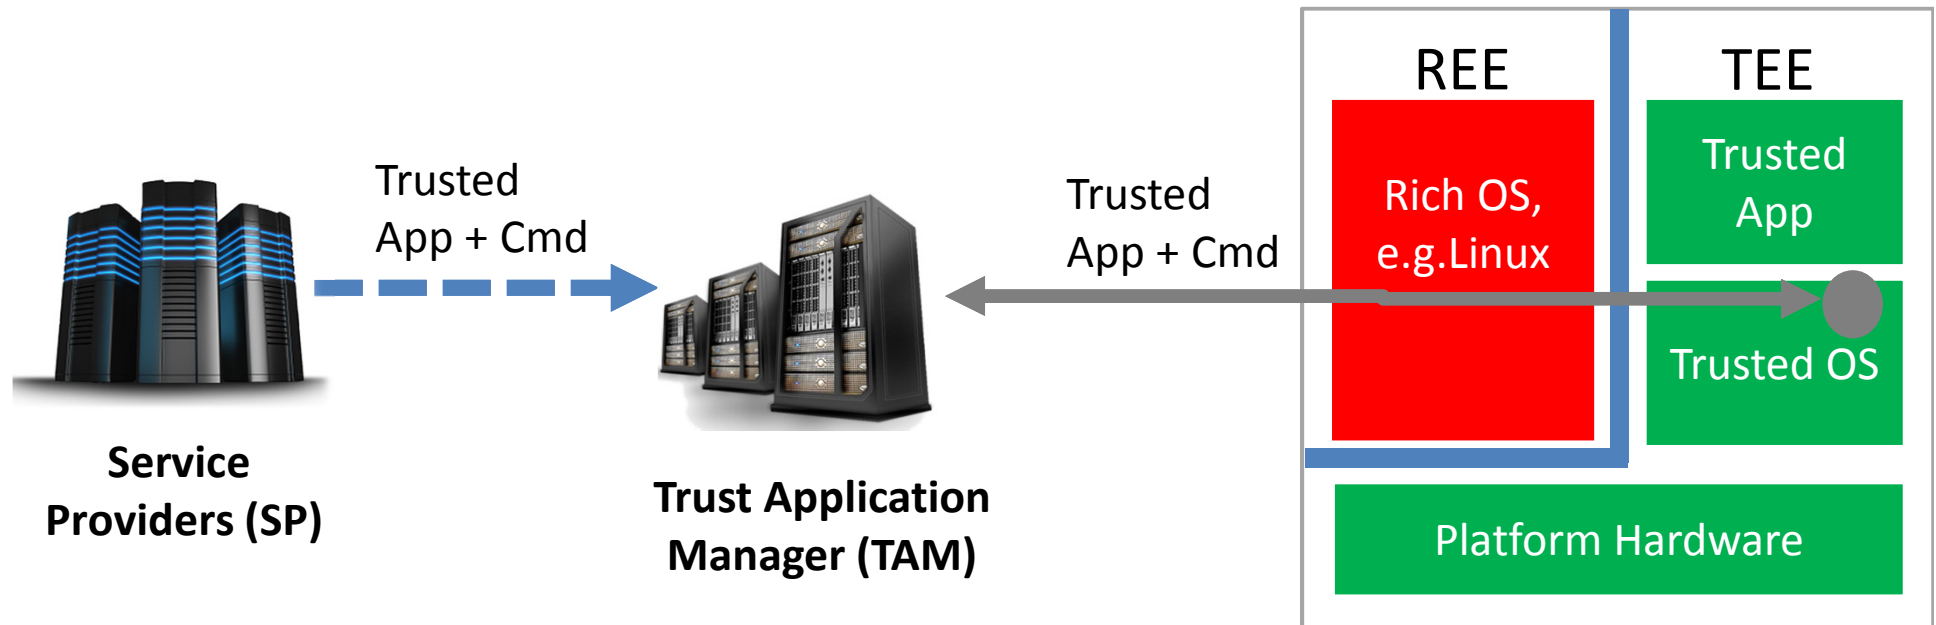 REE
TEE
Trusted
App + Cmd
Trusted
App + Cmd
Rich OS,
e.g.Linux
Trusted
App
Trusted OS
Service
Providers (SP)
Trust Application
Manager (TAM)
Platform Hardware